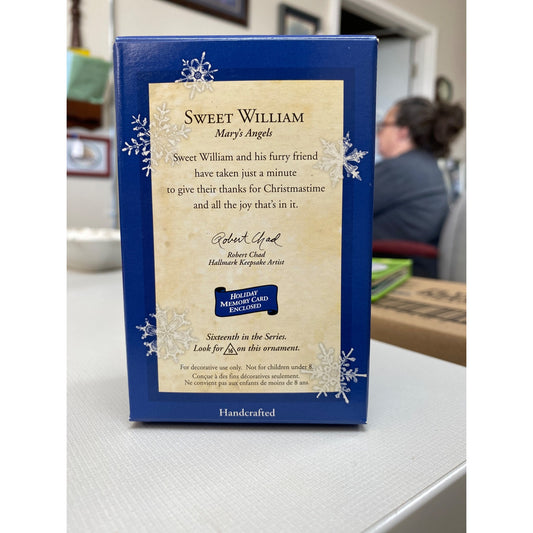 SWEET WILLIAM
Mary's Angels
Sweet William and his furry friend
have taken just a minute
to give their thanks for Christmastime
and all the joy that's in it.
Robert Chad
Robert Chad
Hallmark Keepsake Artist
HOLIDAY
MEMORY CARD
ENCLOSED
Sixteenth in the Series.
Look for 16 on this ornament.
For decorative use only. Not for children under 8.
Conçue à des fins décoratives seulement.
Ne convient pas aux enfants de moins de 8 ans
Handcrafted